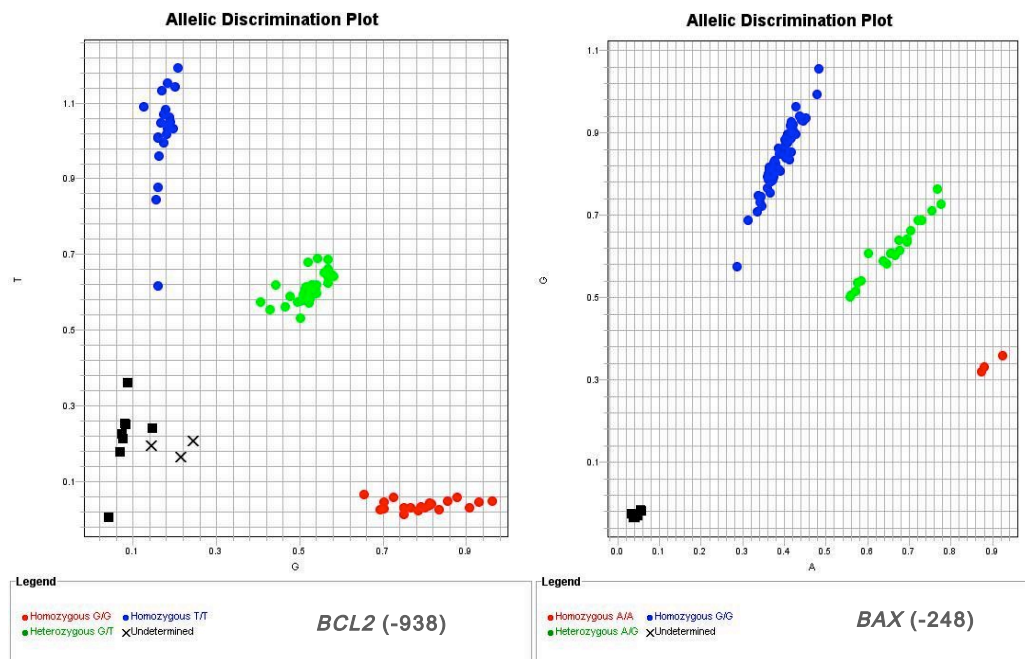 Allelic Discrimination Plot
T
1.1
0.9
0.7
0.5
0.3
0.1
0.1
0.3
0.5
0.7
0.9
G
Legend
Homozygous G/G
Homozygous T/T
Heterozygous G/T
Undetermined
BCL2 (-938)
Allelic Discrimination Plot
G
1.1
0.9
0.7
0.5
0.3
0.1
0.0
0.1
0.2
0.3
0.4
0.5
0.6
0.7
0.8
0.9
A
Legend
Homozygous A/A
Homozygous G/G
Heterozygous A/G
Undetermined
BAX (-248)